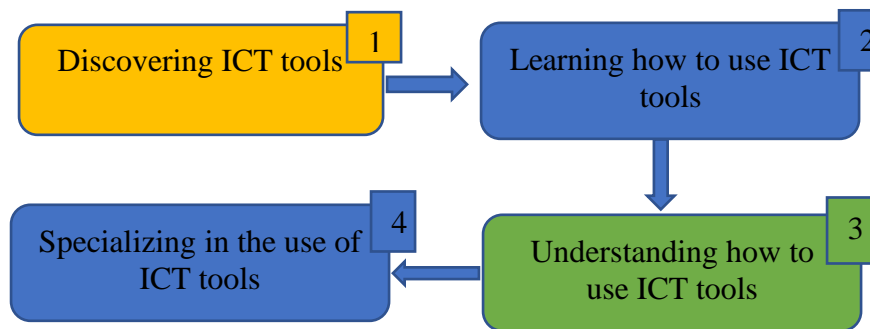 1
Discovering ICT tools
2
Learning how to use ICT
tools
3
Understanding how to
use ICT tools
4
Specializing in the use of
ICT tools